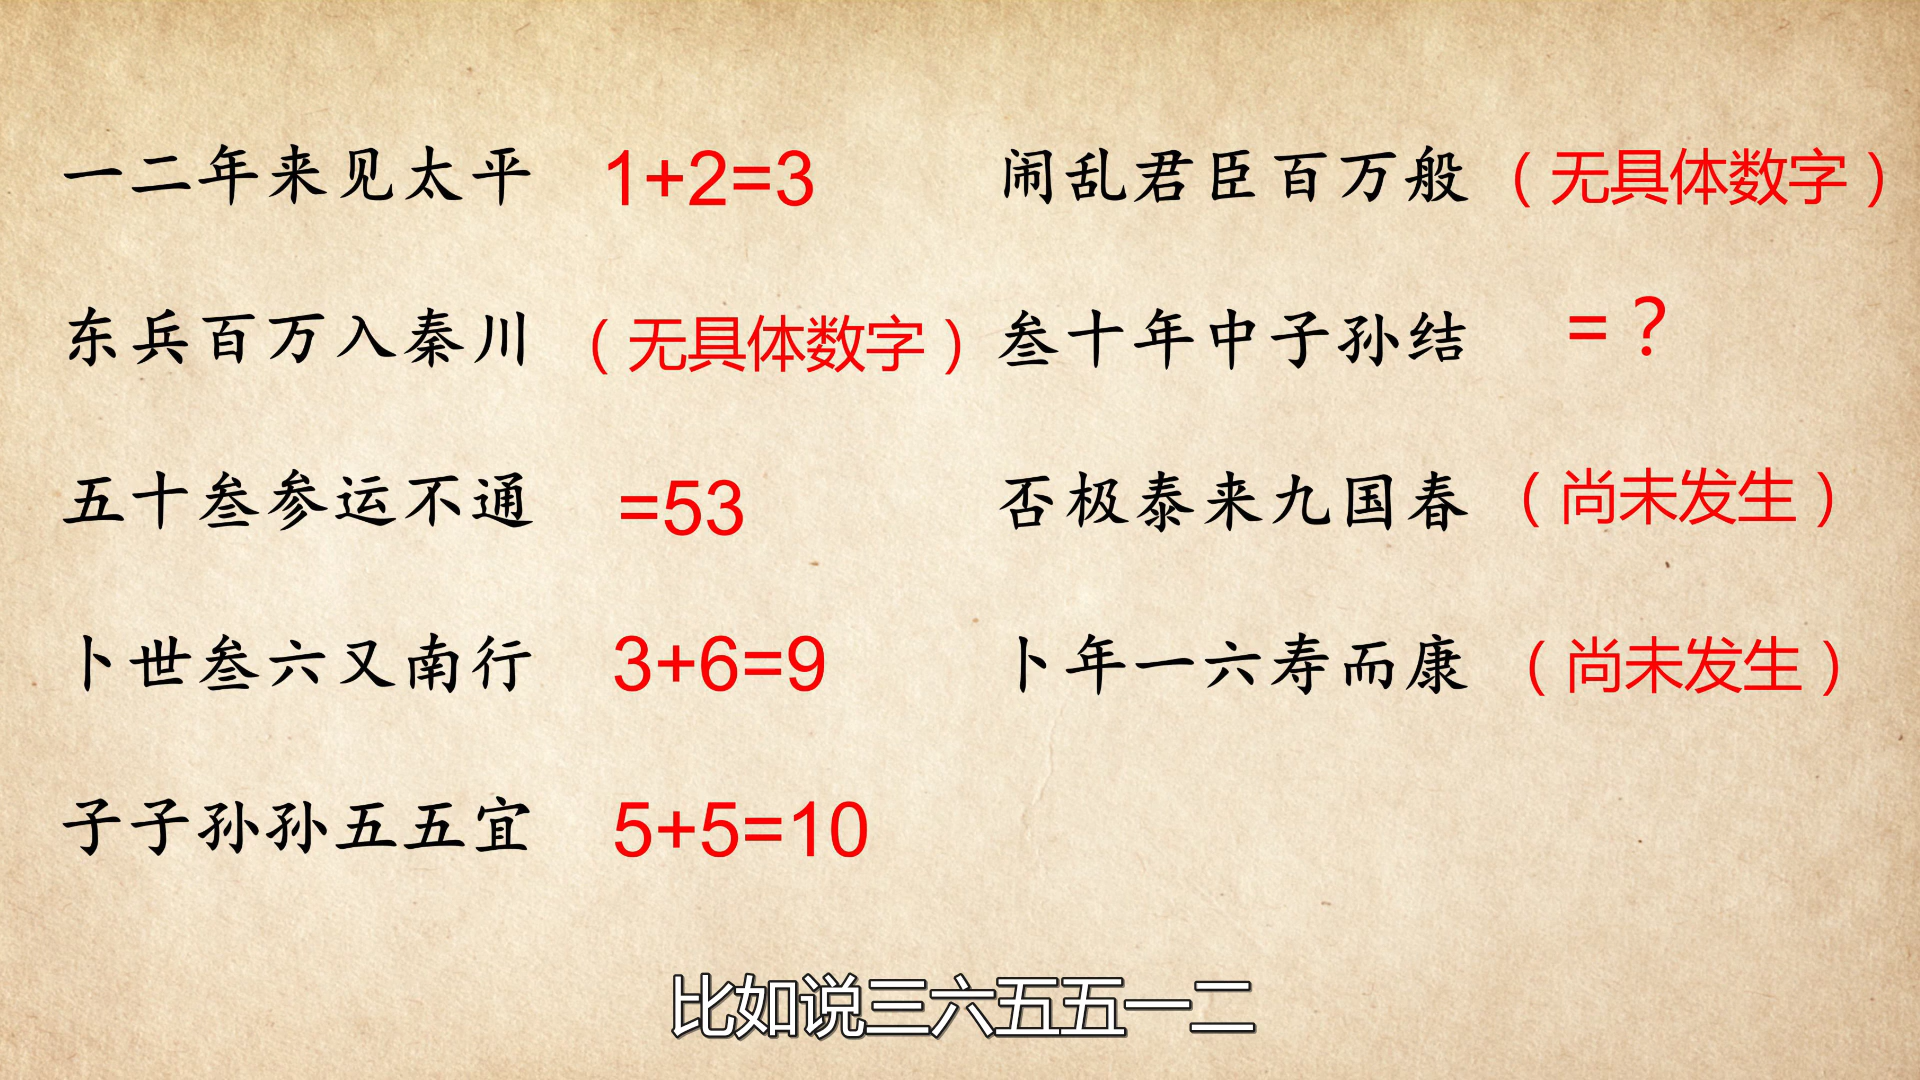 一二年来见太平 1+2=3
东兵百万入秦川 （无具体数字）
五十叁参运不通 =53
卜世叁六又南行 3+6=9
子子孙孙五五宜 5+5=10
闹乱君臣百万般 （无具体数字）
叁十年中子孙结 =？
否极泰来九国春 （尚未发生）
卜年一六寿而康 （尚未发生）
比如说三六五五一二